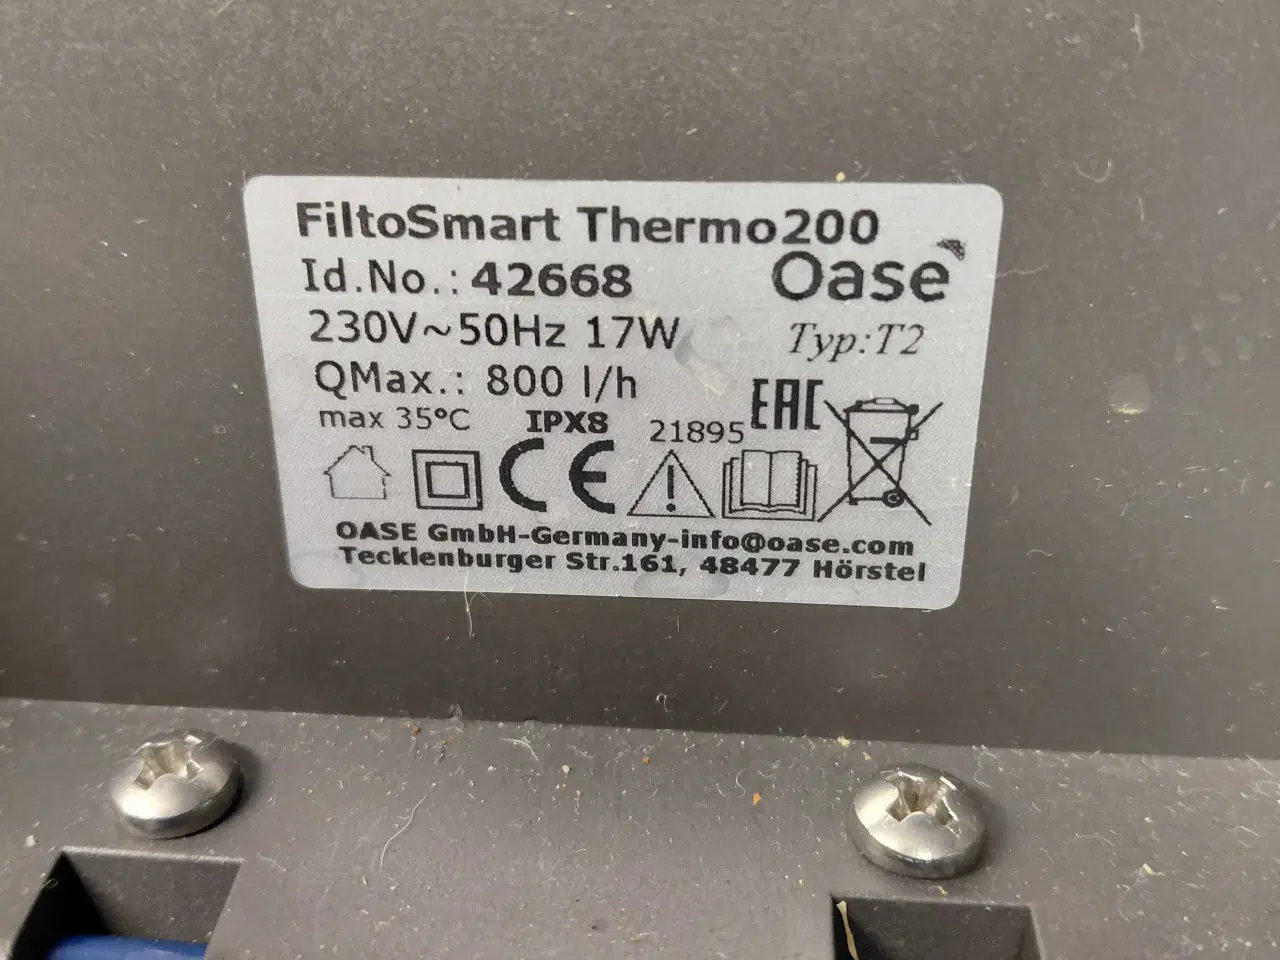 FiltoSmart Thermo200
Id.No.: 42668
Oase
230V~50Hz 17W
Typ:T2
QMax.: 800 l/h
max 35°C IPX8 21895 EAC
CE
OASE GmbH-Germany-info@oase.com
Tecklenburger Str.161, 48477 Hörstel